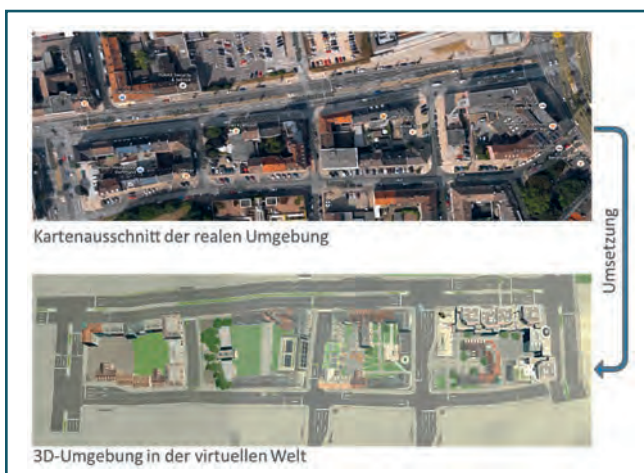 Kartenausschnitt der realen Umgebung
Umsetzung
3D-Umgebung in der virtuellen Welt